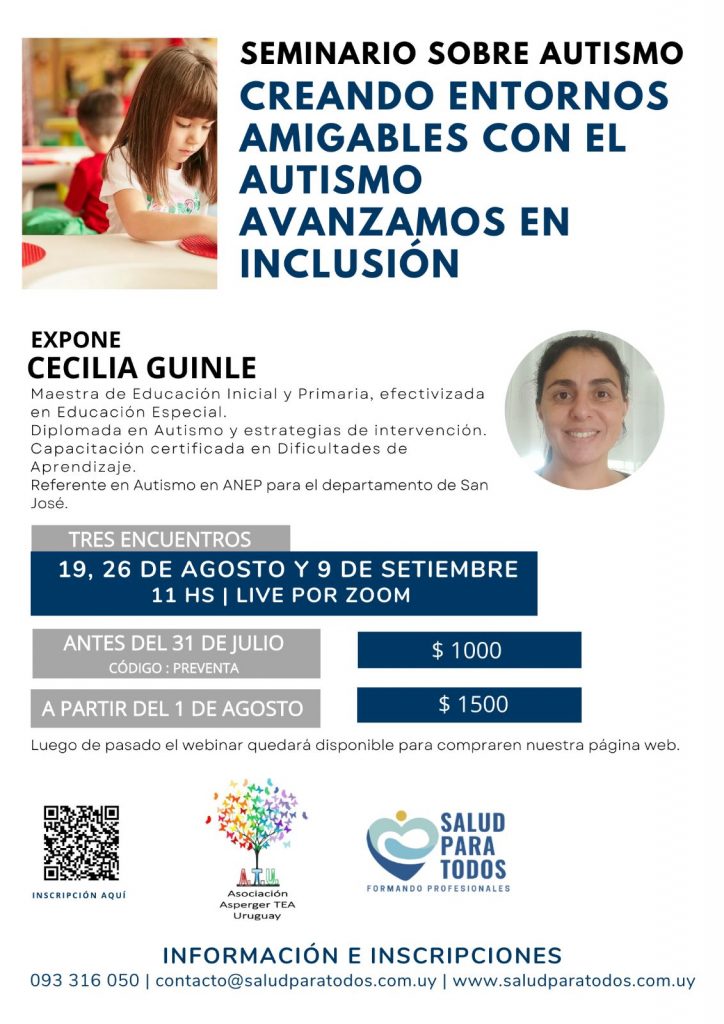 SEMINARIO SOBRE AUTISMO
CREANDO ENTORNOS
AMIGABLES CON EL
AUTISMO
AVANZAMOS EN
INCLUSIÓN
EXPONE
CECILIA GUINLE
Maestra de Educación Inicial y Primaria, efectivizada
en Educación Especial.
Diplomada en Autismo y estrategias de intervención.
Capacitación certificada en Dificultades de
Aprendizaje.
Referente en Autismo en ANEP para el departamento de San
José.
TRES ENCUENTROS
19, 26 DE AGOSTO Y 9 DE SETIEMBRE
11 HS | LIVE POR ZOOM
ANTES DEL 31 DE JULIO
CÓDIGO : PREVENTA
$ 1000
A PARTIR DEL 1 DE AGOSTO
$ 1500
Luego de pasado el webinar quedará disponible para compraren nuestra página web.
INSCRIPCIÓN AQUÍ
A.T.U.
Asociación
Asperger TEA
Uruguay
SALUD
PARA
TODOS
FORMANDO PROFESIONALES
INFORMACIÓN E INSCRIPCIONES
093 316 050 | contacto@saludparatodos.com.uy | www.saludparatodos.com.uy